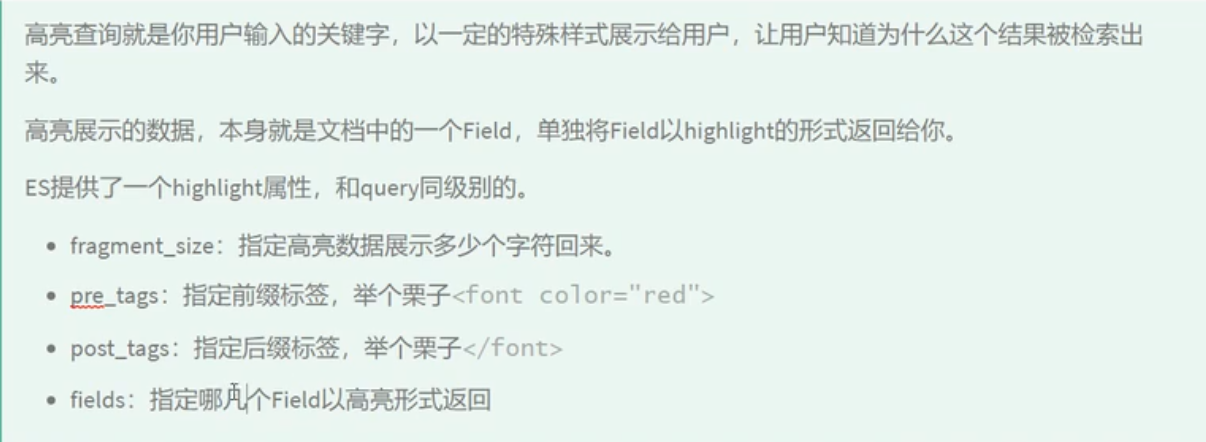 高亮查询就是你用户输入的关键字，以一定的特殊样式展示给用户，让用户知道为什么这个结果被检索出
来。
高亮展示的数据，本身就是文档中的一个Field，单独将Field以highlight的形式返回给你。
ES提供了一个highlight属性，和query同级别的。
fragment_size：指定高亮数据展示多少个字符回来。
pre_tags：指定前缀标签，举个栗子<font color="red">
post_tags：指定后缀标签，举个栗子</font>
fields：指定哪几个Field以高亮形式返回